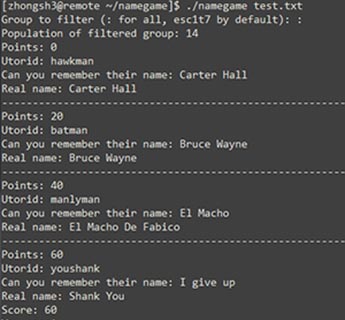 [zhongsh3@remote ~/namegame]$ ./namegame test.txt
Group to filter (: for all, esc1t7 by default): :
Population of filtered group: 14
Points: 0
Utorid: hawkman
Can you remember their name: Carter Hall
Real name: Carter Hall
------------------------------------------------------------
Points: 20
Utorid: batman
Can you remember their name: Bruce Wayne
Real name: Bruce Wayne
------------------------------------------------------------
Points: 40
Utorid: manlyman
Can you remember their name: El Macho
Real name: El Macho De Fabico
------------------------------------------------------------
Points: 60
Utorid: youshank
Can you remember their name: I give up
Real name: Shank You
Score: 60